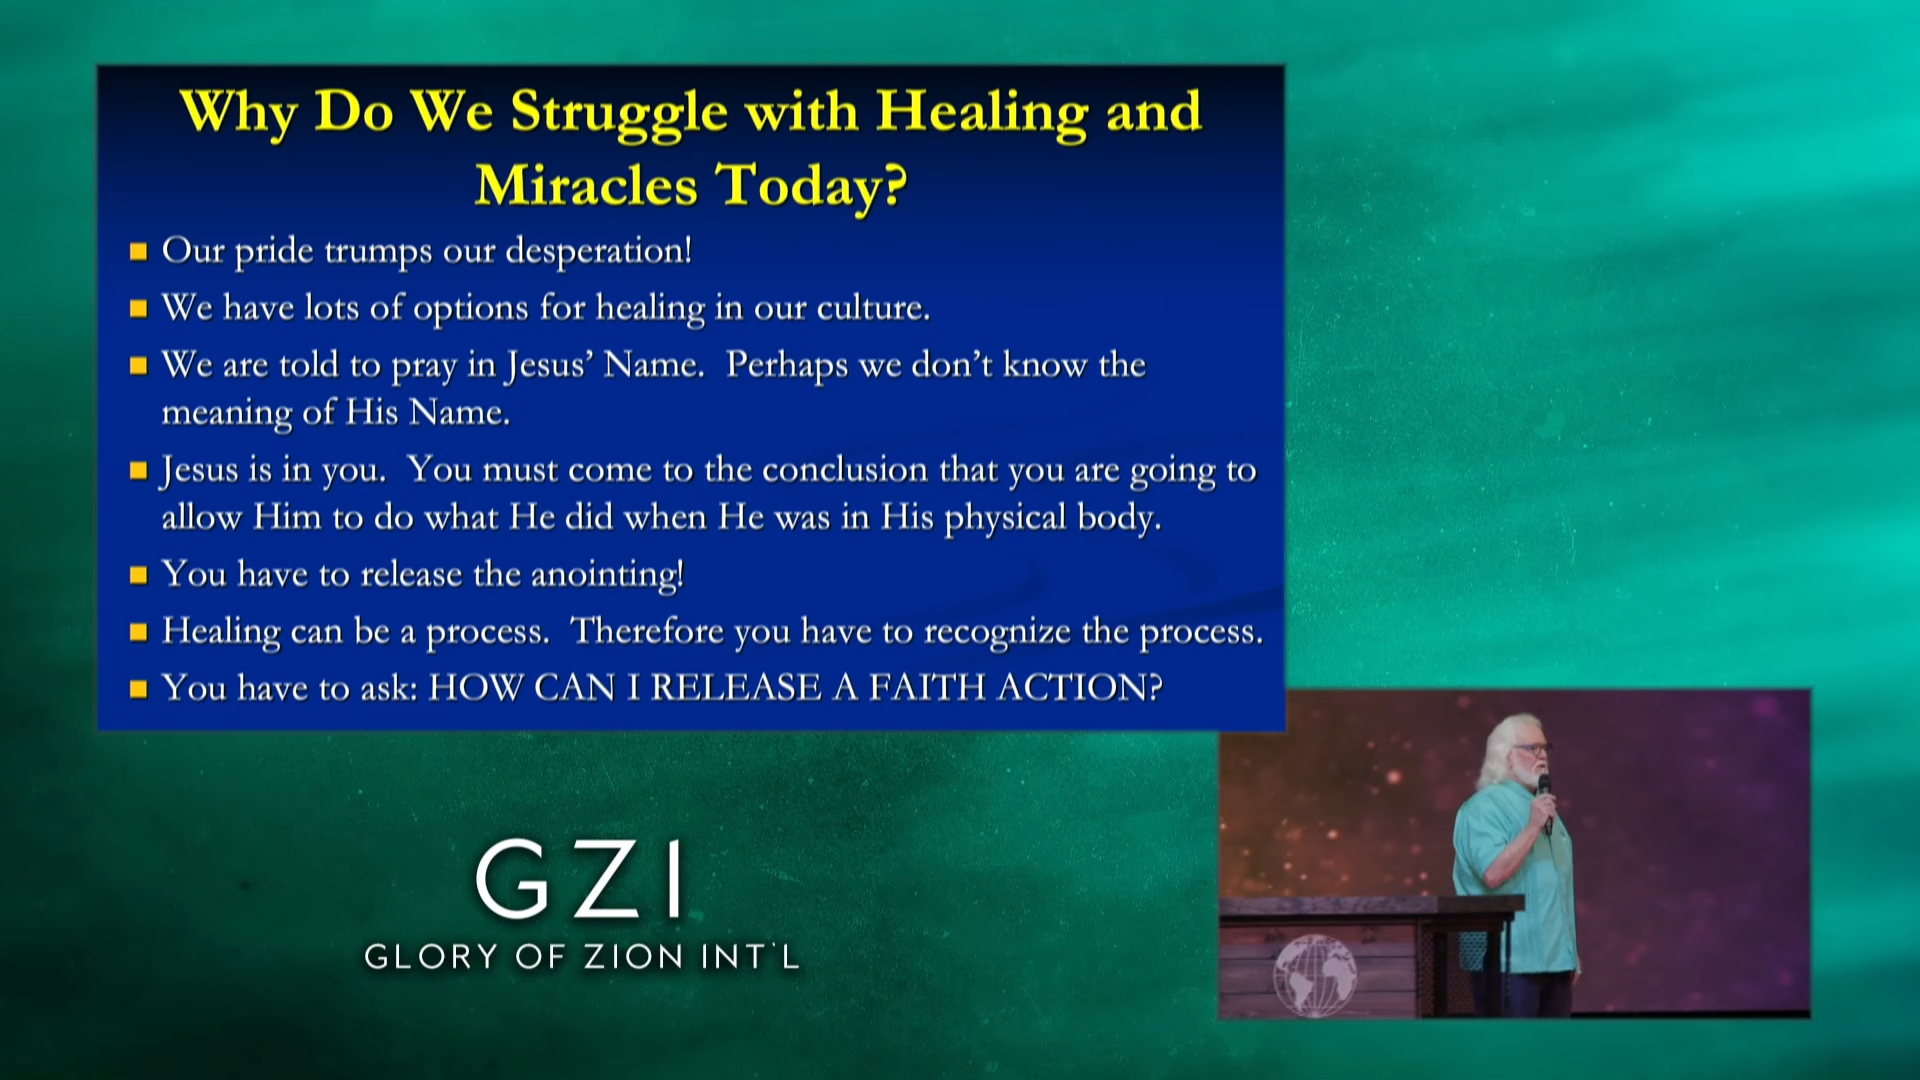 Why Do We Struggle with Healing and
Miracles Today?
Our pride trumps our desperation!
We have lots of options for healing in our culture.
We are told to pray in Jesus’ Name.  Perhaps we don’t know the
meaning of His Name.
Jesus is in you.  You must come to the conclusion that you are going to
allow Him to do what He did when He was in His physical body.
You have to release the anointing!
Healing can be a process.  Therefore you have to recognize the process.
You have to ask: HOW CAN I RELEASE A FAITH ACTION?
GZI
GLORY OF ZION INT'L